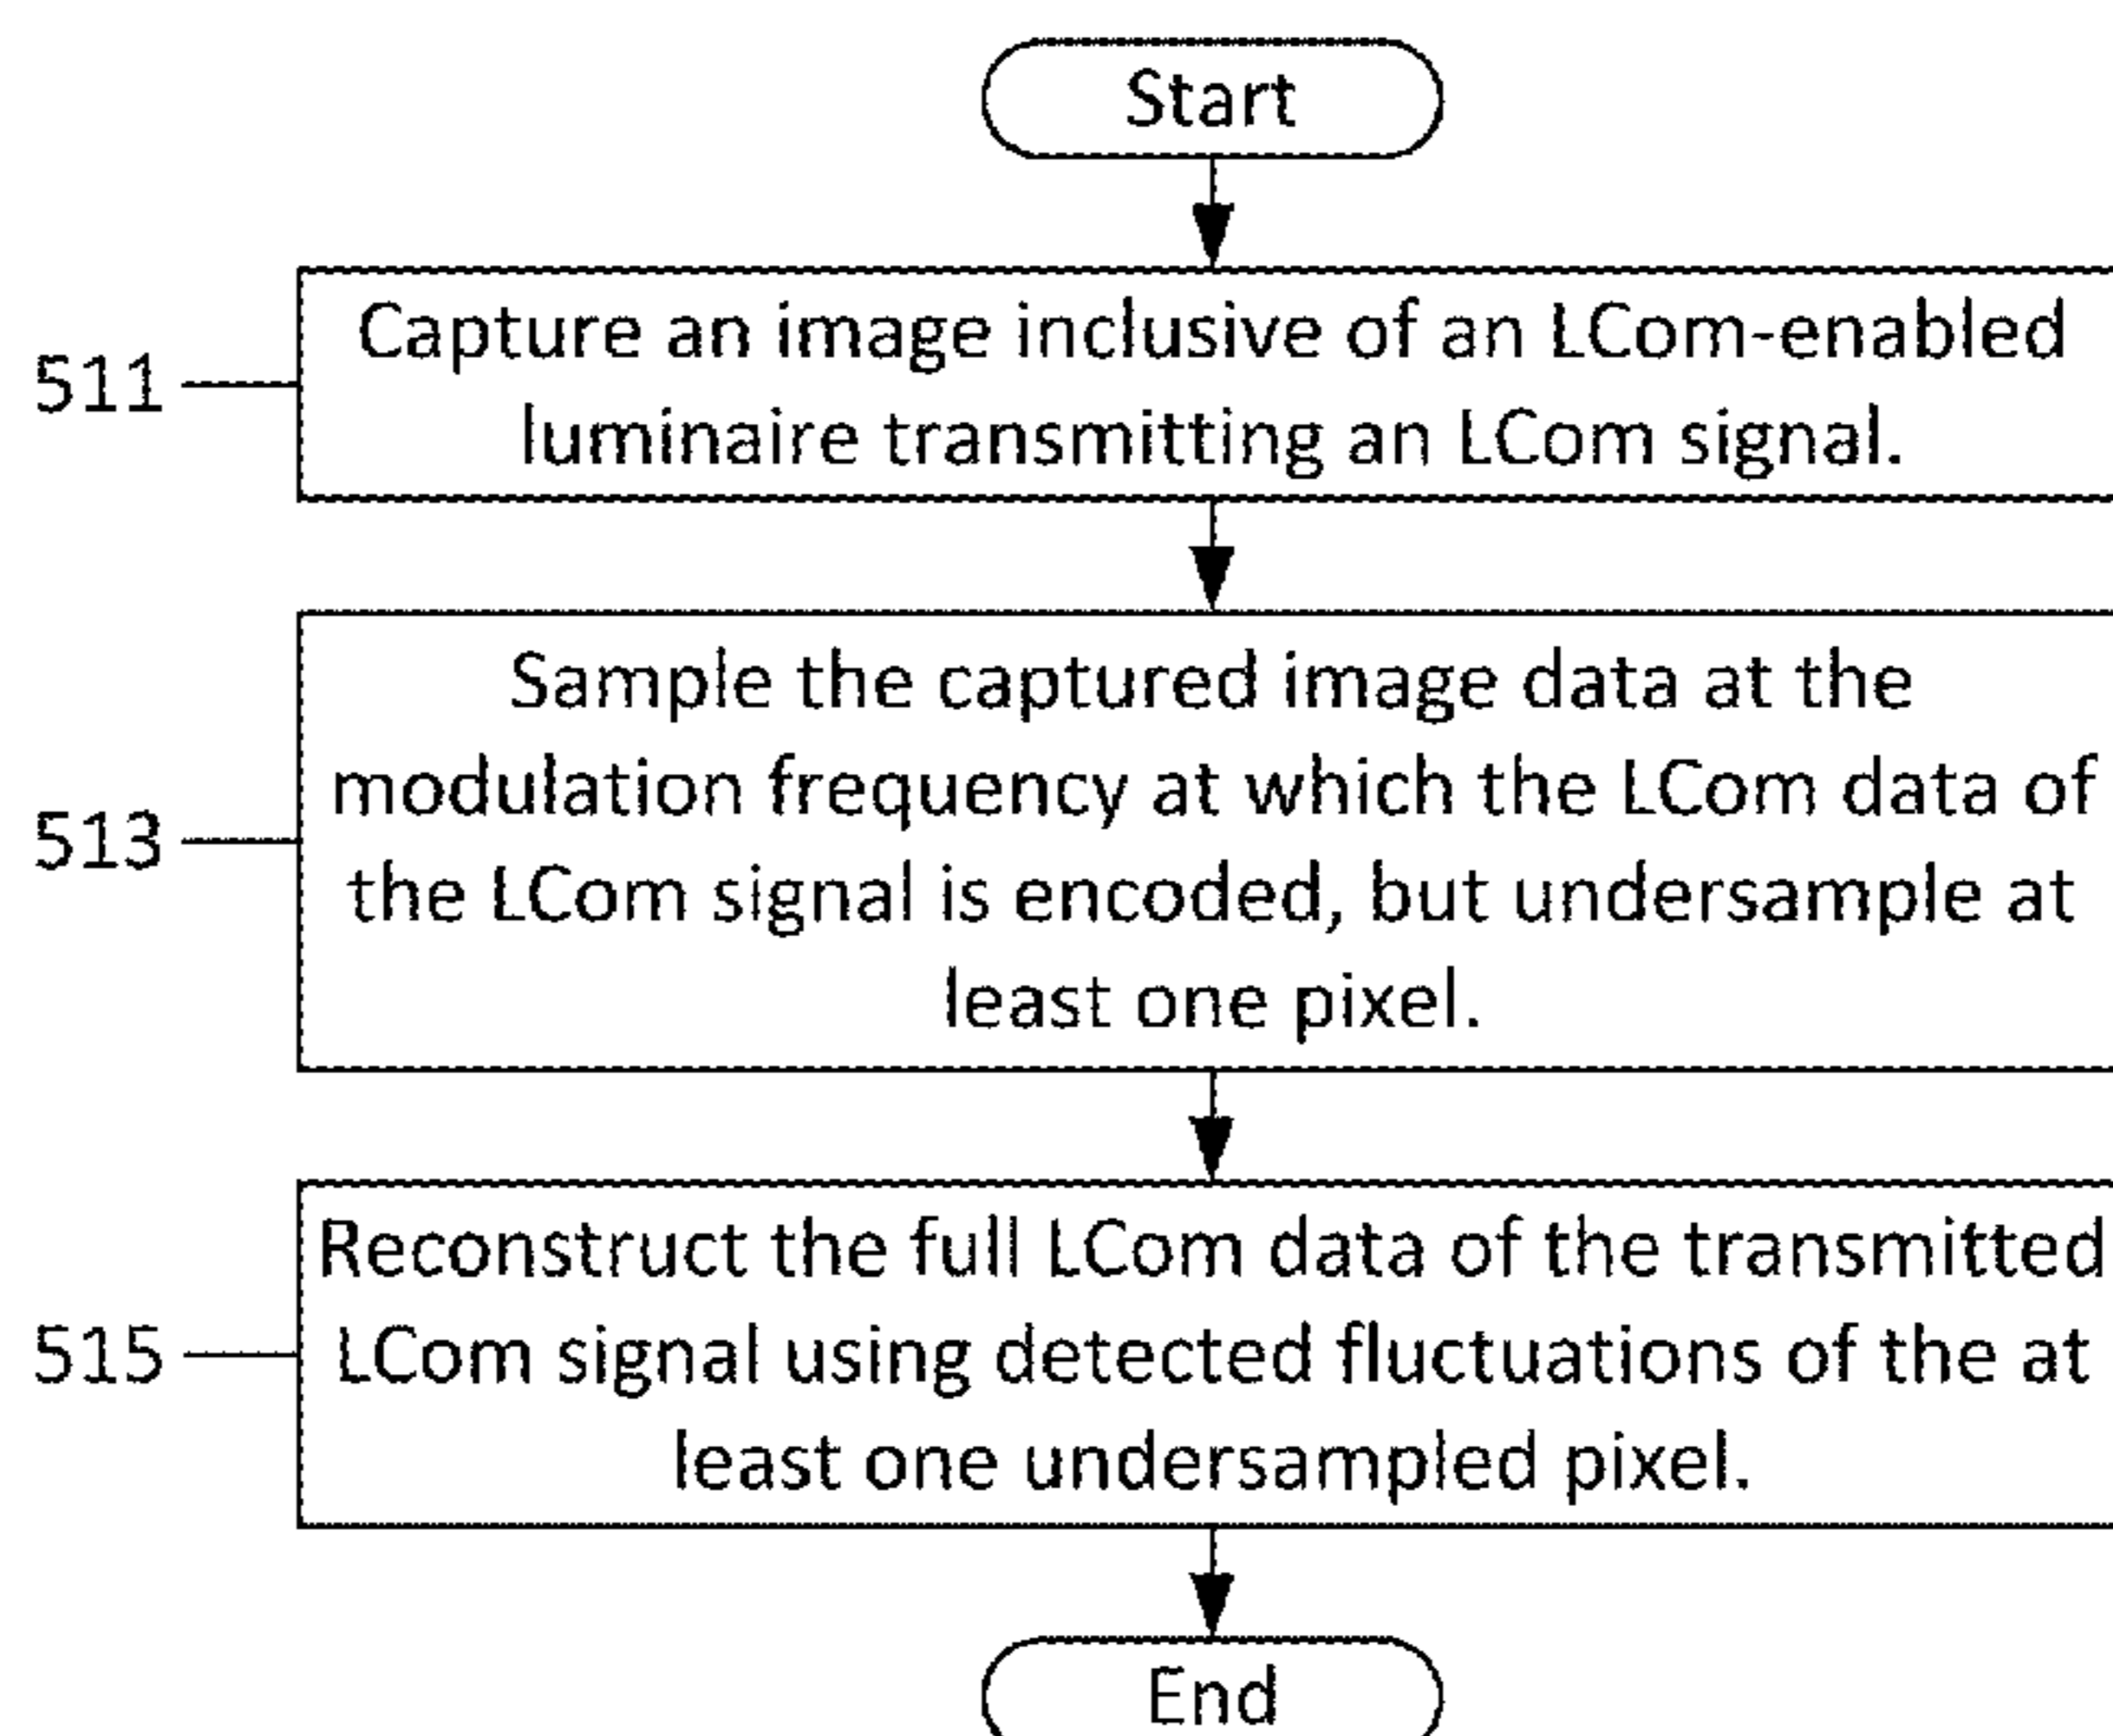 Start
511
Capture an image inclusive of an LCom-enabled
luminaire transmitting an LCom signal.
513
Sample the captured image data at the
modulation frequency at which the LCom data of
the LCom signal is encoded, but undersample at
least one pixel.
515
Reconstruct the full LCom data of the transmitted
LCom signal using detected fluctuations of the at
least one undersampled pixel.
End